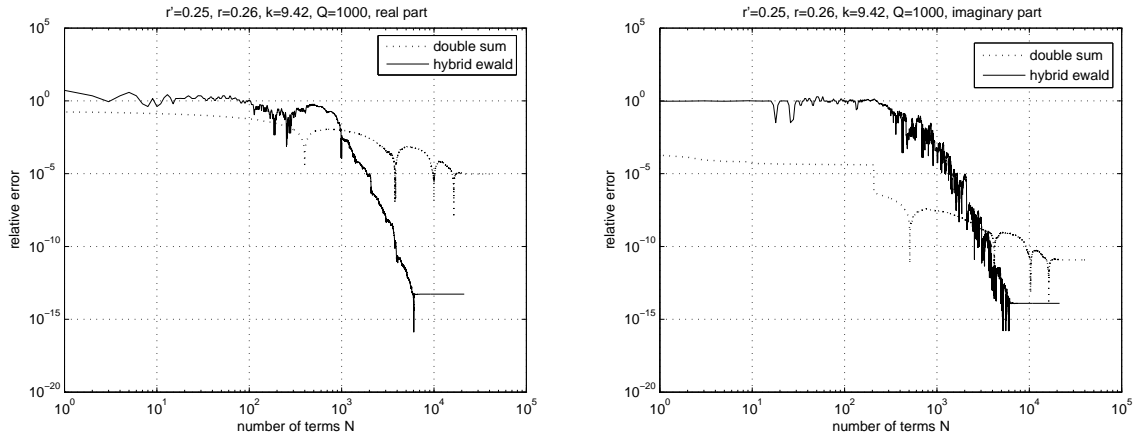 r'=0.25, r=0.26, k=9.42, Q=1000, real part
10^5
10^0
10^-5
10^-10
10^-15
10^-20
relative error
double sum
hybrid ewald
10^0
10^1
10^2
10^3
10^4
10^5
number of terms N
r'=0.25, r=0.26, k=9.42, Q=1000, imaginary part
10^5
10^0
10^-5
10^-10
10^-15
10^-20
relative error
double sum
hybrid ewald
10^0
10^1
10^2
10^3
10^4
10^5
number of terms N